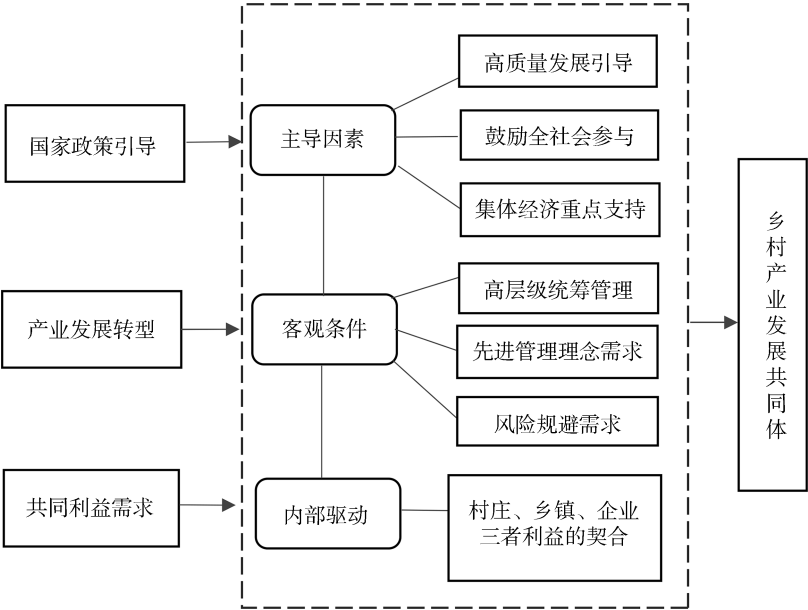 国家政策引导
产业发展转型
共同利益需求
主导因素
客观条件
内部驱动
高质量发展引导
鼓励全社会参与
集体经济重点支持
高层级统筹管理
先进管理理念需求
风险规避需求
村庄、乡镇、企业
三者利益的契合
乡村产业发展共同体